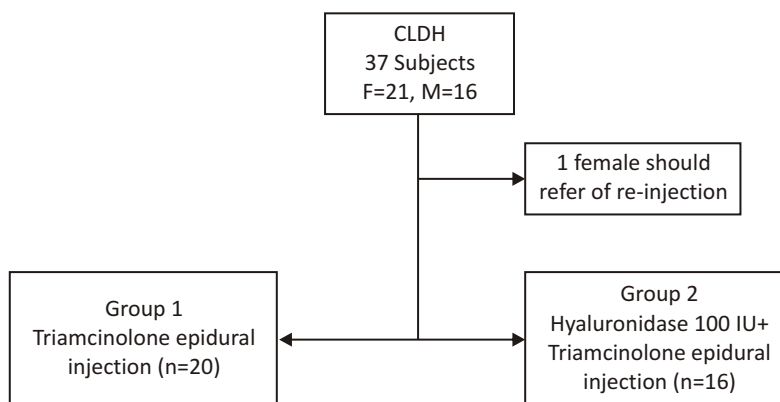 CLDH
37 Subjects
F=21, M=16
1 female should
refer of re-injection
Group 1
Triamcinolone epidural
injection (n=20)
Group 2
Hyaluronidase 100 IU+
Triamcinolone epidural
injection (n=16)